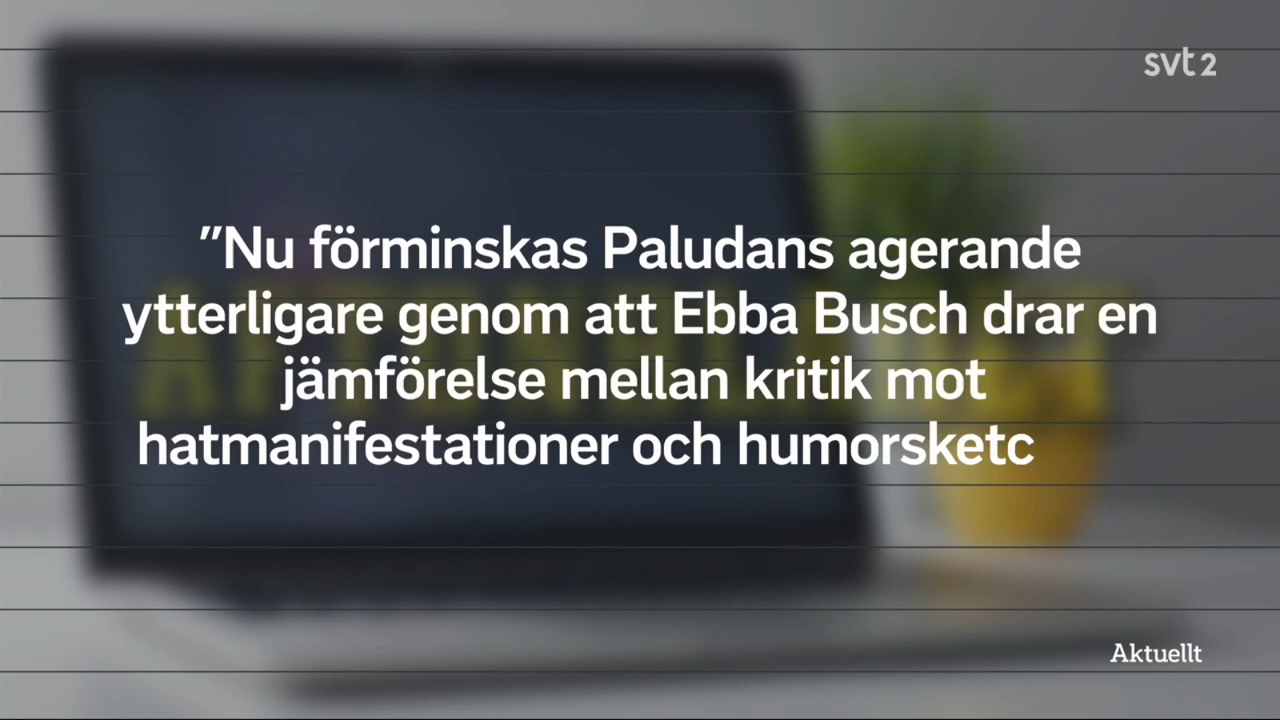 svt2
”Nu förminskas Paludans agerande
ytterligare genom att Ebba Busch drar en
jämförelse mellan kritik mot
hatmanifestationer och humorsketc
Aktuellt